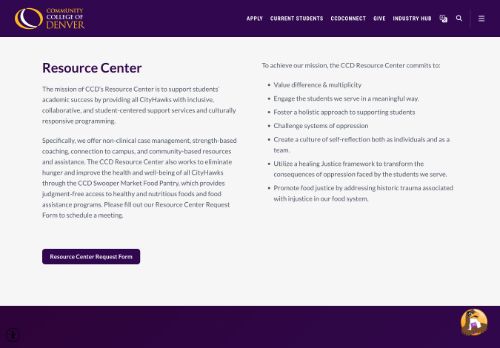 COMMUNITY
COLLEGE OF
DENVER
APPLY CURRENT STUDENTS CCDCONNECT GIVE INDUSTRY HUB
Resource Center
The mission of CCD's Resource Center is to support students'
academic success by providing all CityHawks with inclusive,
collaborative, and student-centered support services and culturally
responsive programming.
Specifically, we offer non-clinical case management, strength-based
coaching, connection to campus, and community-based resources
and assistance. The CCD Resource Center also works to eliminate
hunger and improve the health and well-being of all CityHawks
through the CCD Swooper Market Food Pantry, which provides
judgment-free access to healthy and nutritious foods and food
assistance programs. Please fill out our Resource Center Request
Form to schedule a meeting.
Resource Center Request Form
To achieve our mission, the CCD Resource Center commits to:
Value difference & multiplicity
Engage the students we serve in a meaningful way.
Foster a holistic approach to supporting students
Challenge systems of oppression
Create a culture of self-reflection both as individuals and as a
team.
Utilize a healing Justice framework to transform the
consequences of oppression faced by the students we serve.
Promote food justice by addressing historic trauma associated
with injustice in our food system.